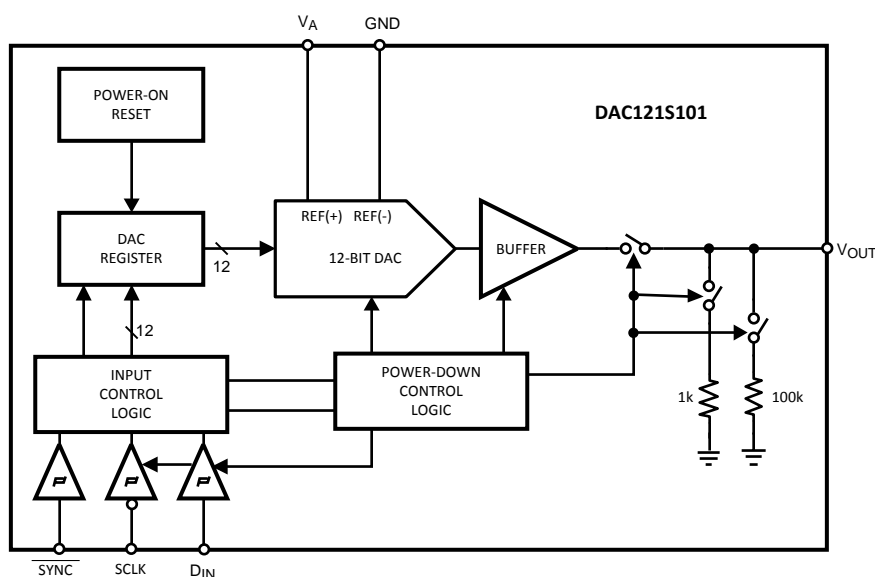 VA GND
POWER-ON
RESET
DAC121S101
REF(+) REF(-)
DAC
REGISTER
12
12-BIT DAC
BUFFER
VOUT
12
INPUT
CONTROL
LOGIC
POWER-DOWN
CONTROL
LOGIC
1k
100k
SYNC SCLK DIN